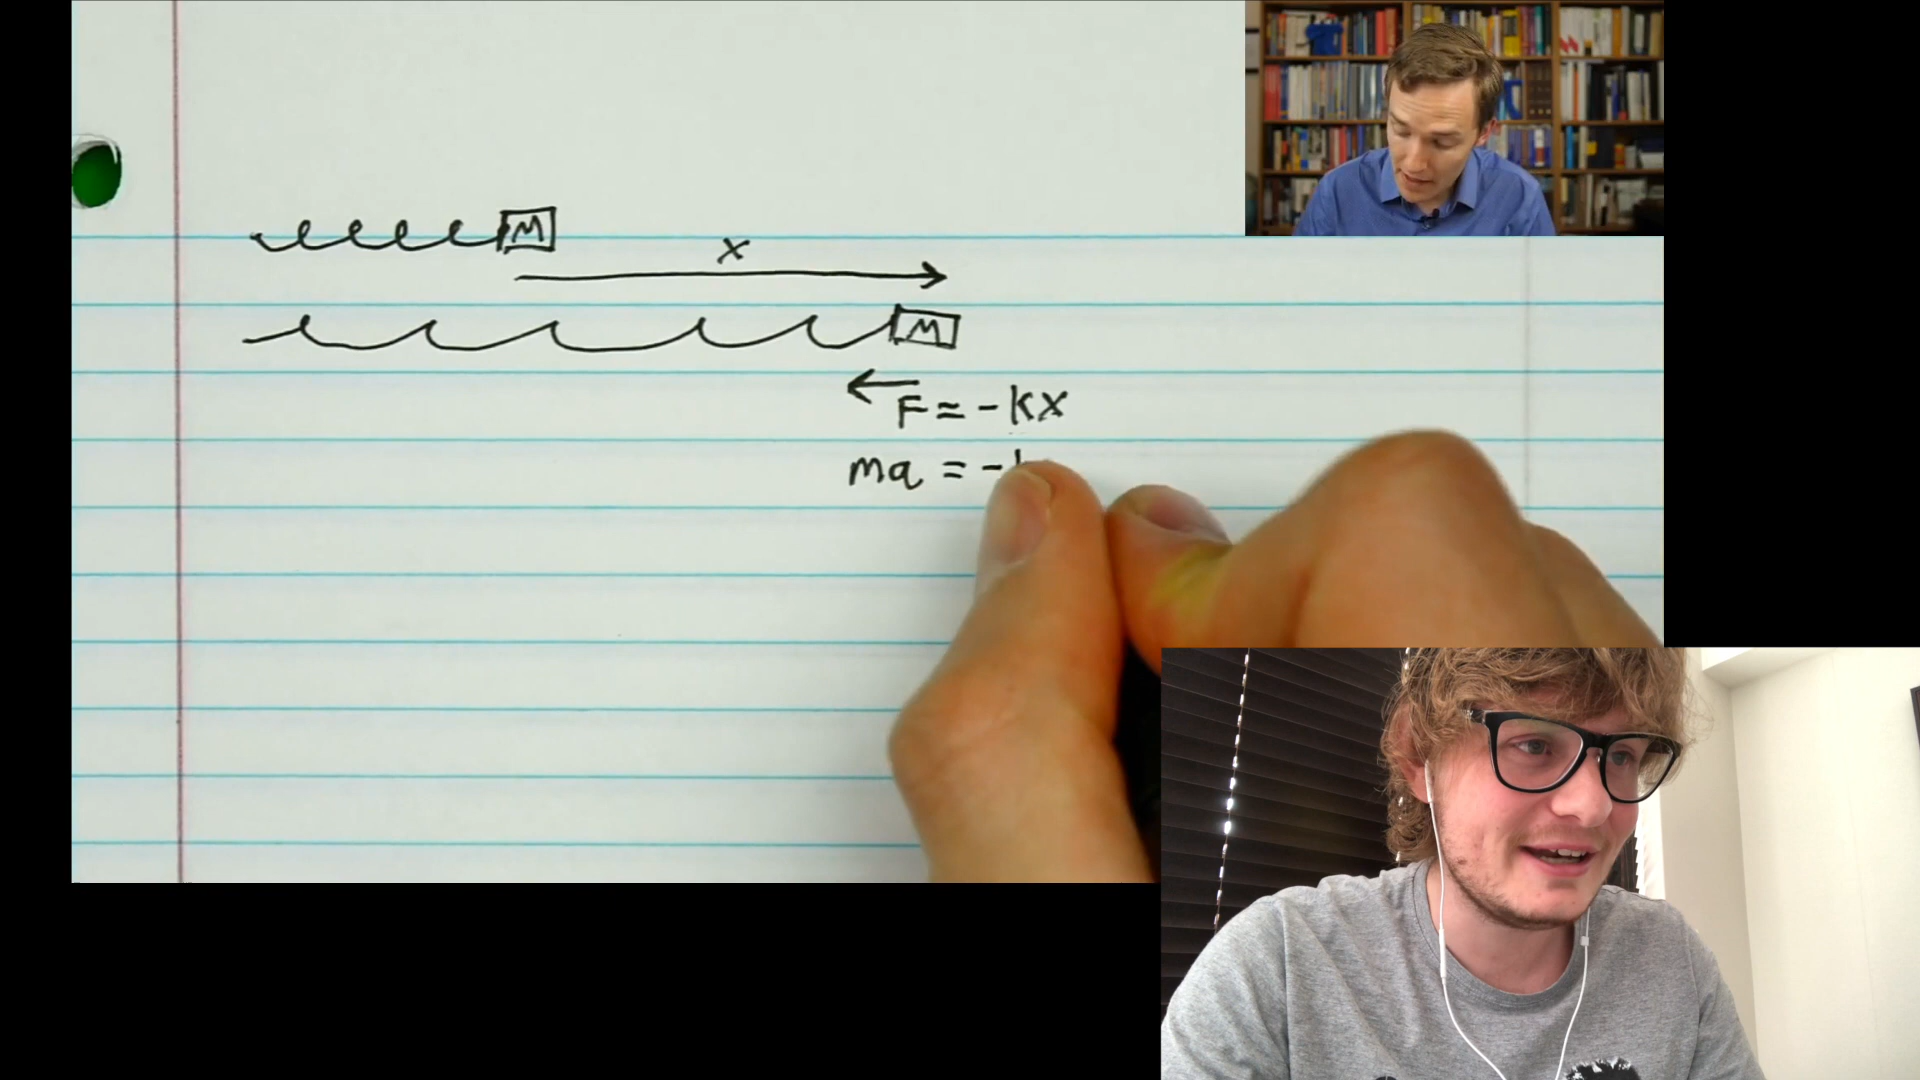 M
x
M
F = -kx
ma = -k